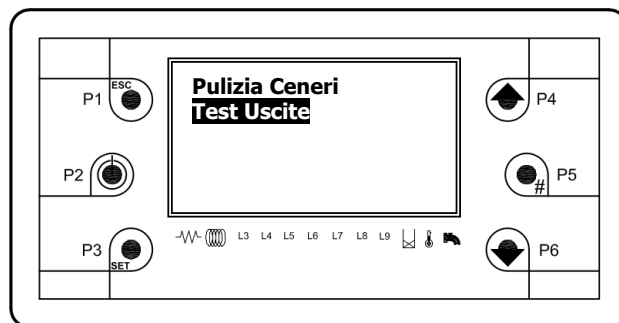 Pulizia Ceneri
Test Uscite
ESC
P1
P4
P2
P5
#
P3
SET
P6
L3 L4 L5 L6 L7 L8 L9